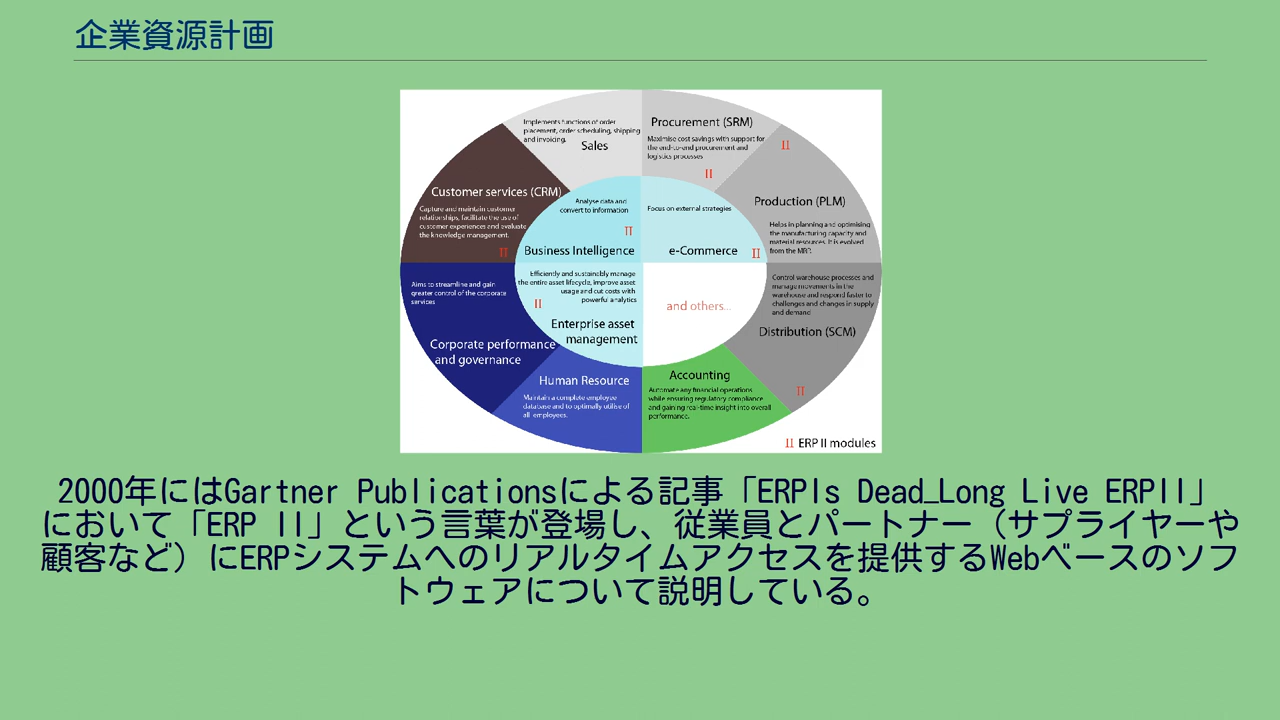 企業資源計画
Implements functions of order
placement, order scheduling, shipping
and invoicing.
Sales
Procurement (SRM)
Maximise cost savings with support for
the end-to-end procurement and
logistics processes
II
II
Customer services (CRM)
Capture and maintain customer
relationships, facilitate the use of
customer experiences and evaluate
the knowledge management.
II
Analyse data and
convert to information
II
Business Intelligence
Focus on external strategies
e-Commerce
II
Production (PLM)
Helps in planning and optimising
the manufacturing capacity and
material resources. It is evolved
from the MRP.
Aims to streamline and gain
greater control of the corporate
services
Corporate performance
and governance
Efficiently and sustainably manage
the entire asset lifecycle, improve asset
usage and cut costs with
powerful analytics
II
Enterprise asset
management
and others...
Control warehouse processes and
manage movements in the
warehouse and respond faster to
challenges and changes in supply
and demand
Distribution (SCM)
II
Human Resource
Maintain a complete employee
database and to optimally utilise of
all employees.
Accounting
Automate any financial operations
while ensuring regulatory compliance
and gaining real-time insight into overall
performance.
II ERP II modules
2000年にはGartner Publicationsによる記事「ERPIs Dead_Long Live ERPII」
において「ERP II」という言葉が登場し、従業員とパートナー（サプライヤーや
顧客など）にERPシステムへのリアルタイムアクセスを提供するWebベースのソフ
トウェアについて説明している。